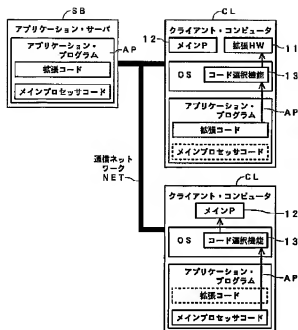 SB
アプリケーション・サーバ
アプリケーション・
プログラム
AP
拡張コード
メインプロセッサコード
通信ネット
ワーク
NET
CL
クライアント・コンピュータ
12
メインP
拡張HW
11
OS
コード選択機能
13
アプリケーション・
プログラム
AP
拡張コード
メインプロセッサコード
CL
クライアント・コンピュータ
メインP
12
OS
コード選択機能
13
アプリケーション・
プログラム
AP
拡張コード
メインプロセッサコード